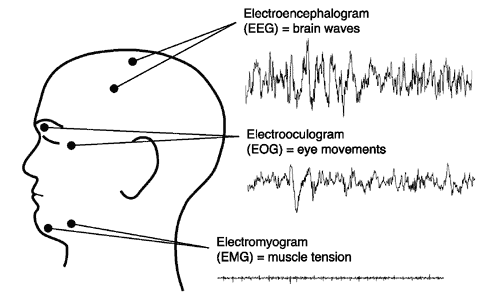 Electroencephalogram
(EEG) = brain waves
Electrooculogram
(EOG) = eye movements
Electromyogram
(EMG) = muscle tension